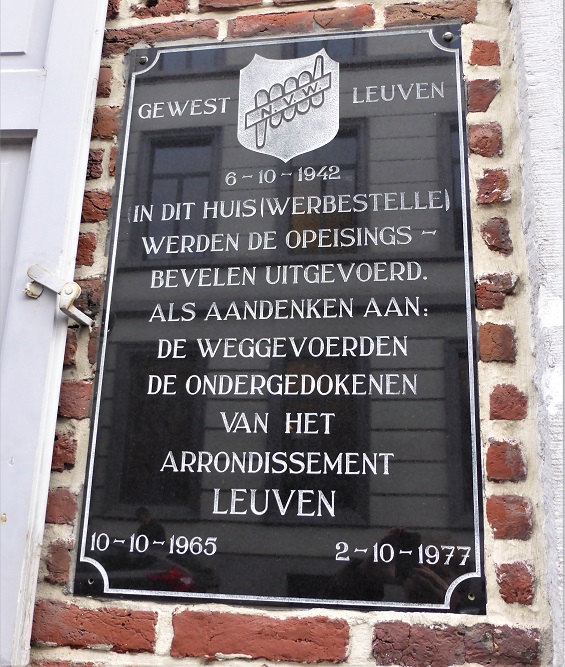 GEWEST N.V.W. LEUVEN
6-10-1942
IN DIT HUIS (WERBESTELLE)
WERDEN DE OPEISINGS -
BEVELEN UITGEVOERD.
ALS AANDENKEN AAN:
DE WEGGEVOERDEN
DE ONDERGEDOKENEN
VAN HET
ARRONDISSEMENT
LEUVEN
10-10-1965 2-10-1977